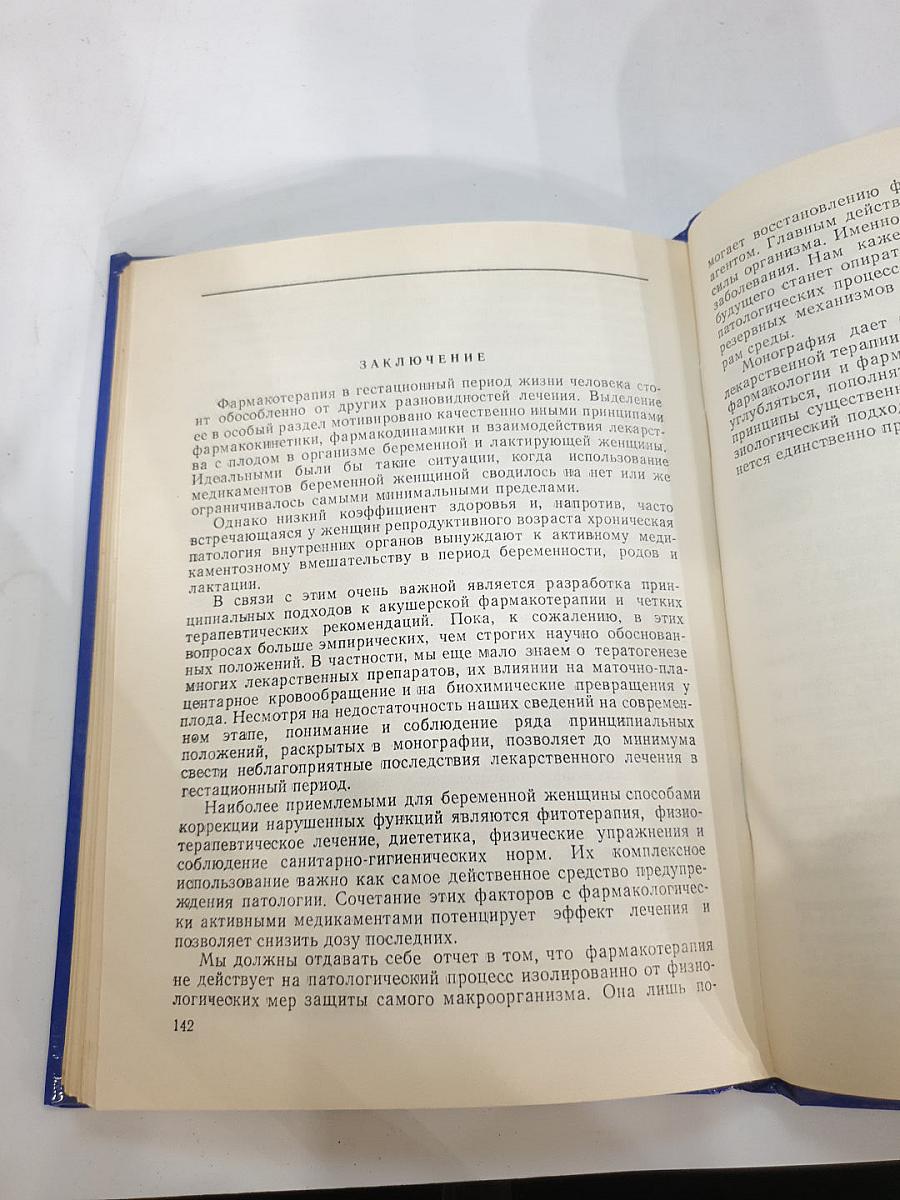 ЗАКЛЮЧЕНИЕ
Фармакотерапия в гестационный период жизни человека сто-
ит обособленно от других разновидностей лечения. Выделение
ее в особый раздел мотивировано качественно иными принципами
фармакокинетики, фармакодинамики и взаимодействия лекарст-
ва с плодом в организме беременной и лактирующей женщины.
Идеальными были бы такие ситуации, когда использование
медикаментов беременной женщиной сводилось на нет или же
ограничивалось самыми минимальными пределами.
Однако низкий коэффициент здоровья и, напротив, часто
встречающаяся у женщин репродуктивного возраста хроническая
патология внутренних органов вынуждают к активному меди-
каментозному вмешательству в период беременности, родов и
лактации.
В связи с этим очень важной является разработка прин-
ципиальных подходов к акушерской фармакотерапии и четких
терапевтических рекомендаций. Пока, к сожалению, в этих
вопросах больше эмпирических, чем строгих научно обоснован-
ных положений. В частности, мы еще мало знаем о тератогенезе
многих лекарственных препаратов, их влиянии на маточно-пла-
центарное кровообращение и на биохимические превращения у
плода. Несмотря на недостаточность наших сведений на современ-
ном этапе, понимание и соблюдение ряда принципиальных
положений, раскрытых в монографии, позволяет до минимума
свести неблагоприятные последствия лекарственного лечения в
гестационный период.
Наиболее приемлемыми для беременной женщины способами
коррекции нарушенных функций являются фитотерапия, физио-
терапевтическое лечение, диететика, физические упражнения и
соблюдение санитарно-гигиенических норм. Их комплексное
использование важно как самое действенное средство предупре-
ждения патологии. Сочетание этих факторов с фармакологичес-
ки активными медикаментами потенцирует эффект лечения и
позволяет снизить дозу последних.
Мы должны отдавать себе отчет в том, что фармакотерапия
не действует на патологический процесс изолированно от физио-
логических мер защиты самого макроорганизма. Она лишь по-
142
могает восстановлению ф
агентом. Главным действ
силы организма. Именно
заболевания. Нам каже
будущего станет опират
патологических процесс
резервных механизмов
рам среды.
Монография дает
лекарственной терапии
фармакологии и фарм
углубляться, пополнят
принципы существенн
зиологический подход
нется единственно пр